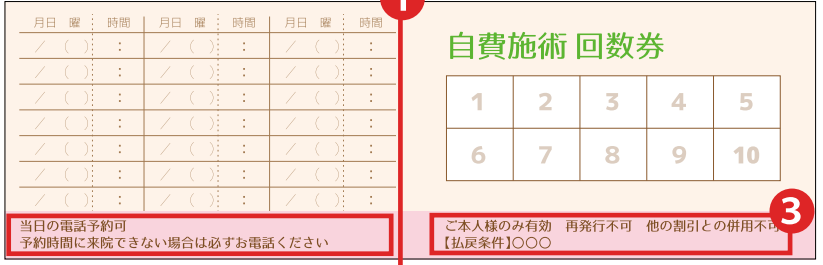 1
月日 曜 時間 月日 曜 時間 月日 曜 時間
／ （ ） ： ／ （ ） ： ／ （ ） ：
／ （ ） ： ／ （ ） ： ／ （ ） ：
／ （ ） ： ／ （ ） ： ／ （ ） ：
／ （ ） ： ／ （ ） ： ／ （ ） ：
／ （ ） ： ／ （ ） ： ／ （ ） ：
／ （ ） ： ／ （ ） ： ／ （ ） ：
／ （ ） ： ／ （ ） ： ／ （ ） ：
当日の電話予約可
予約時間に来院できない場合は必ずお電話ください
自費施術 回数券
1 2 3 4 5
6 7 8 9 10
3
ご本人様のみ有効 再発行不可 他の割引との併用不可
【払戻条件】〇〇〇